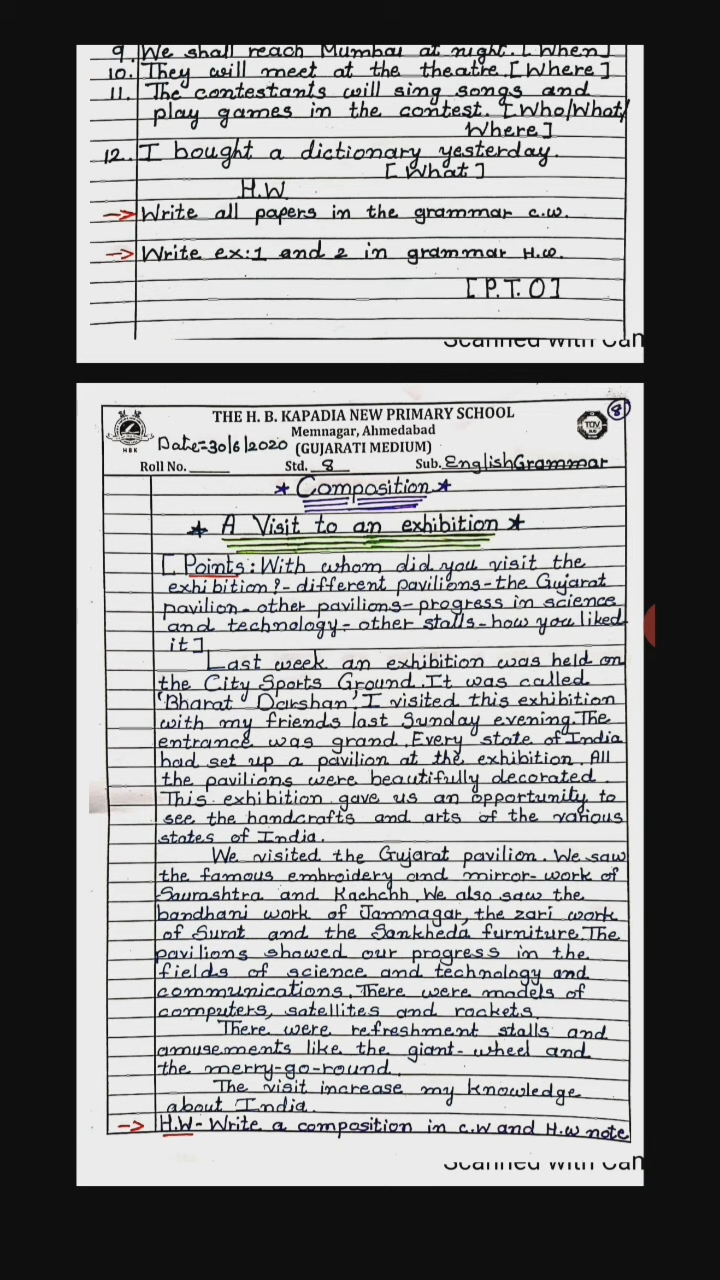 9. We shall reach Mumbai at night. [When]
10. They will meet at the theatre. [Where]
11. The contestants will sing songs and
play games in the contest. [Who/What/
Where]
12. I bought a dictionary yesterday.
[What]
H.W
→ Write all papers in the grammar c.w.
→ Write ex:1 and 2 in grammar H.w.
[P.T.O]
Scanned with Cam
THE H. B. KAPADIA NEW PRIMARY SCHOOL
8
Memnagar, Ahmedabad
Date=30/6/2020 (GUJARATI MEDIUM)
HBK
Roll No. Std. 8 Sub. English Grammar
* Composition *
* A Visit to an exhibition *
[Points: With whom did you visit the
exhibition?- different pavilions-the Gujarat
pavilion- other pavilions-progress in science
and technology- other stalls-how you liked
it]
Last week an exhibition was held on
the City Sports Ground. It was called
'Bharat Darshan'. I visited this exhibition
with my friends last Sunday evening. The
entrance was grand. Every state of India
had set up a pavilion at the exhibition. All
the pavilions were beautifully decorated.
This exhibition gave us an opportunity to
see the handcrafts and arts of the various
states of India.
We visited the Gujarat pavilion. We saw
the famous embroidery and mirror-work of
Saurashtra and Kachchh. We also saw the
bandhani work of Jamnagar, the zari work
of Surat and the Sankheda furniture. The
pavilions showed our progress in the
fields of science and technology and
communications. There were models of
computers, satellites and rockets.
There were refreshment stalls and
amusements like the giant-wheel and
the merry-go-round.
The visit increase my knowledge
about India.
→ H.W- Write a composition in c.w and H.w note
Scanned with Cam